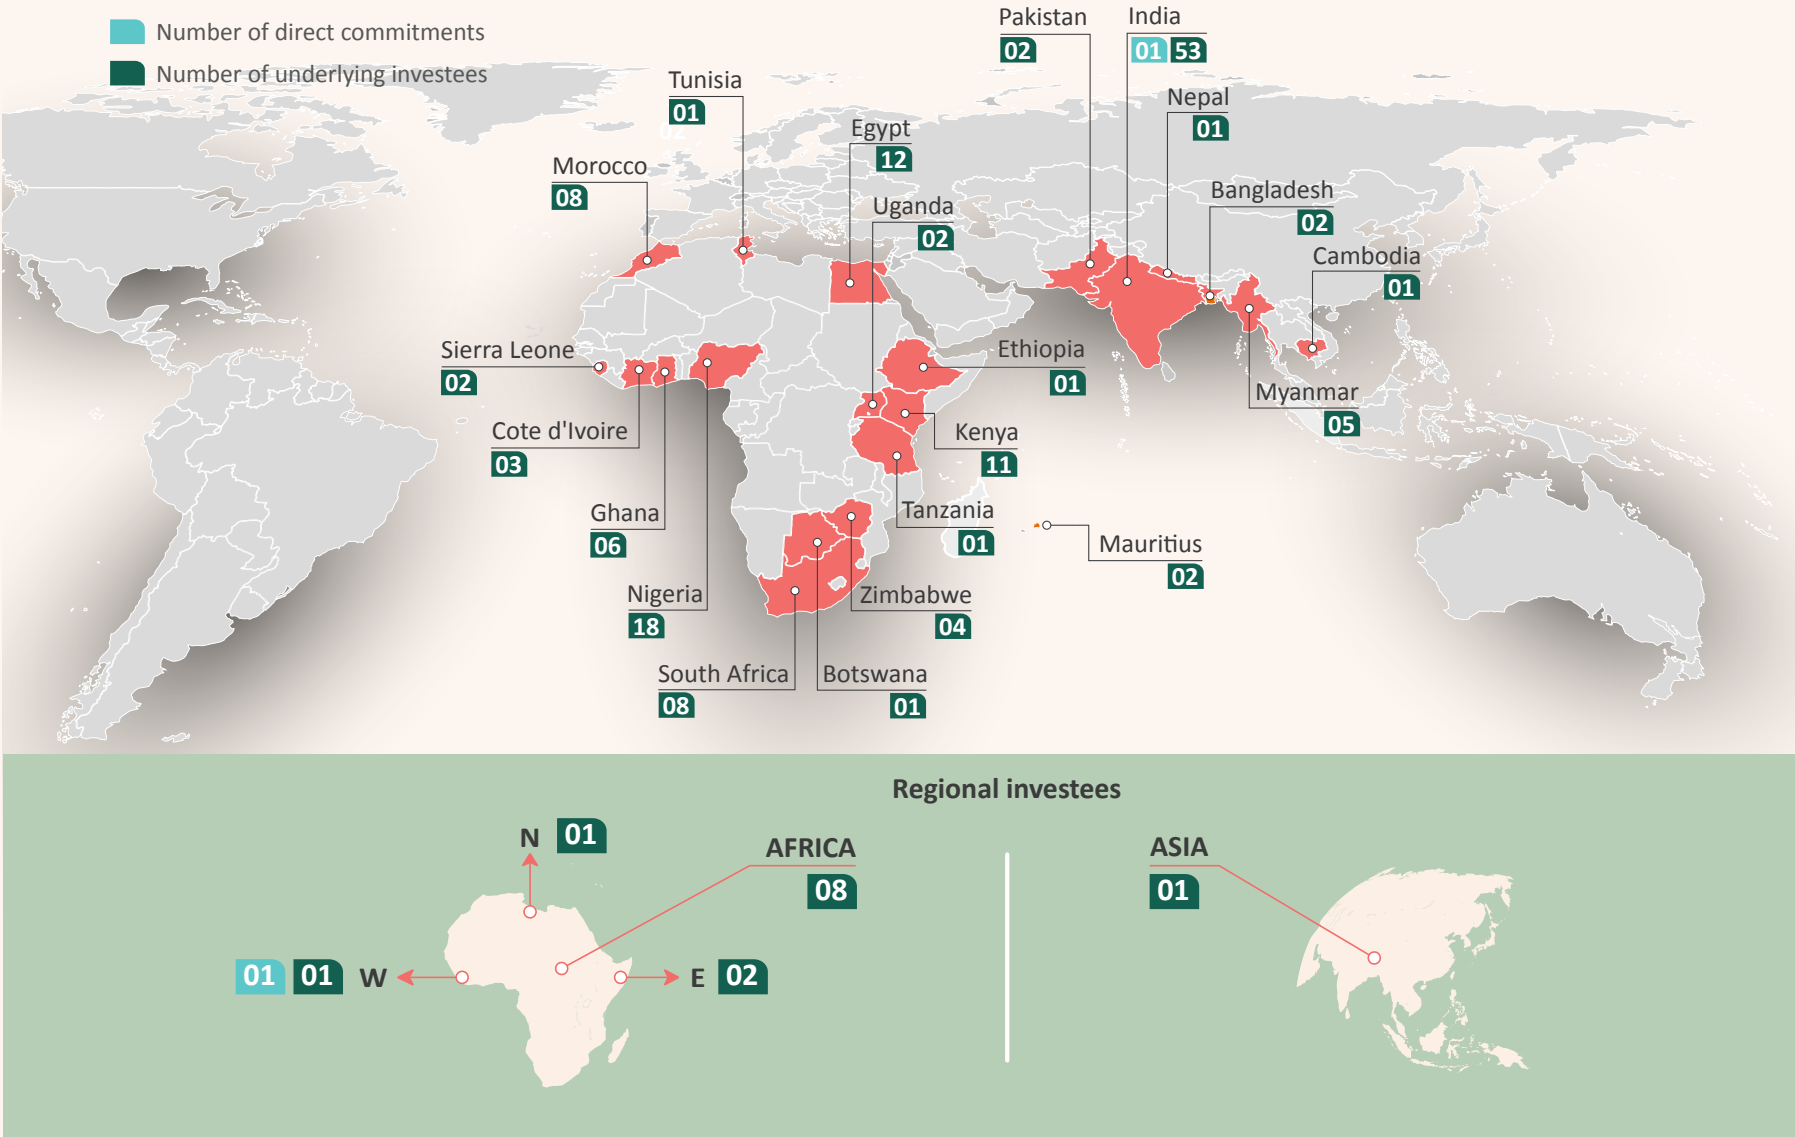 Number of direct commitments
Number of underlying investees
Pakistan
02
India
01 53
Tunisia
01
02
Nepal
01
Egypt
12
Morocco
08
Bangladesh
02
Uganda
02
Cambodia
01
Sierra Leone
02
Ethiopia
01
Myanmar
05
Cote d'Ivoire
03
Kenya
11
Ghana
06
Tanzania
01
Mauritius
02
Nigeria
18
Zimbabwe
04
South Africa
08
Botswana
01
Regional investees
N 01
AFRICA
08
ASIA
01
01 01 W
E 02